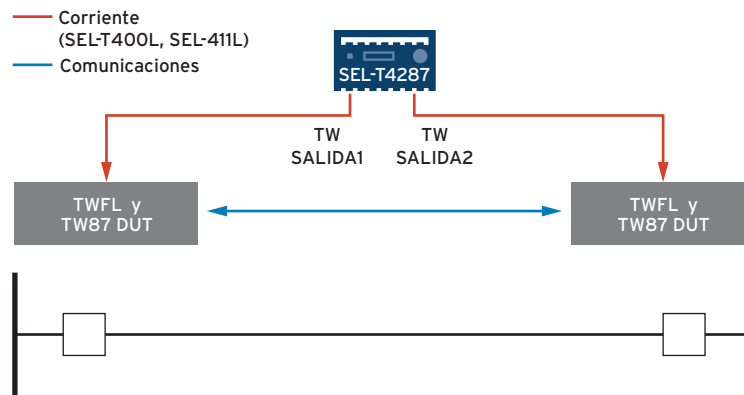 Corriente
(SEL-T400L, SEL-411L)
Comunicaciones
SEL-T4287
TW
SALIDA1
TW
SALIDA2
TWFL y
TW87 DUT
TWFL y
TW87 DUT